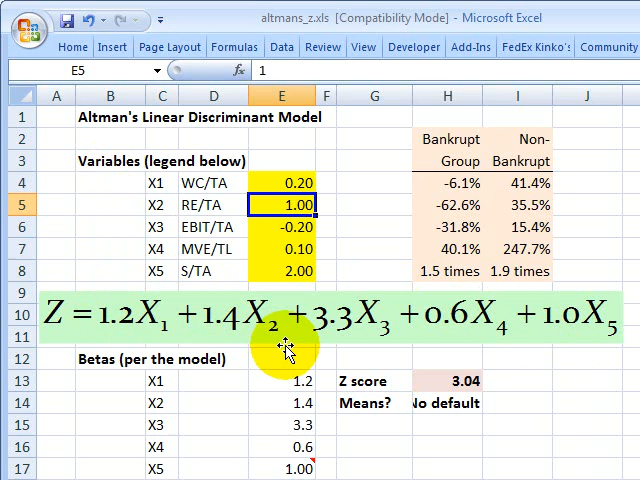 altmans_z.xls [Compatibility Mode] - Microsoft Excel
Home Insert Page Layout Formulas Data Review View Developer Add-Ins FedEx Kinko's Community
E5 fx 1
A B C D E F G H I J
1 Altman's Linear Discriminant Model
2 Bankrupt Non-
3 Variables (legend below) Group Bankrupt
4 X1 WC/TA 0.20 -6.1% 41.4%
5 X2 RE/TA 1.00 -62.6% 35.5%
6 X3 EBIT/TA -0.20 -31.8% 15.4%
7 X4 MVE/TL 0.10 40.1% 247.7%
8 X5 S/TA 2.00 1.5 times 1.9 times
9
10 Z = 1.2X₁ + 1.4X₂ + 3.3X₃ + 0.6X₄ + 1.0X₅
11
12 Betas (per the model)
13 X1 1.2 Z score 3.04
14 X2 1.4 Means? No default
15 X3 3.3
16 X4 0.6
17 X5 1.00